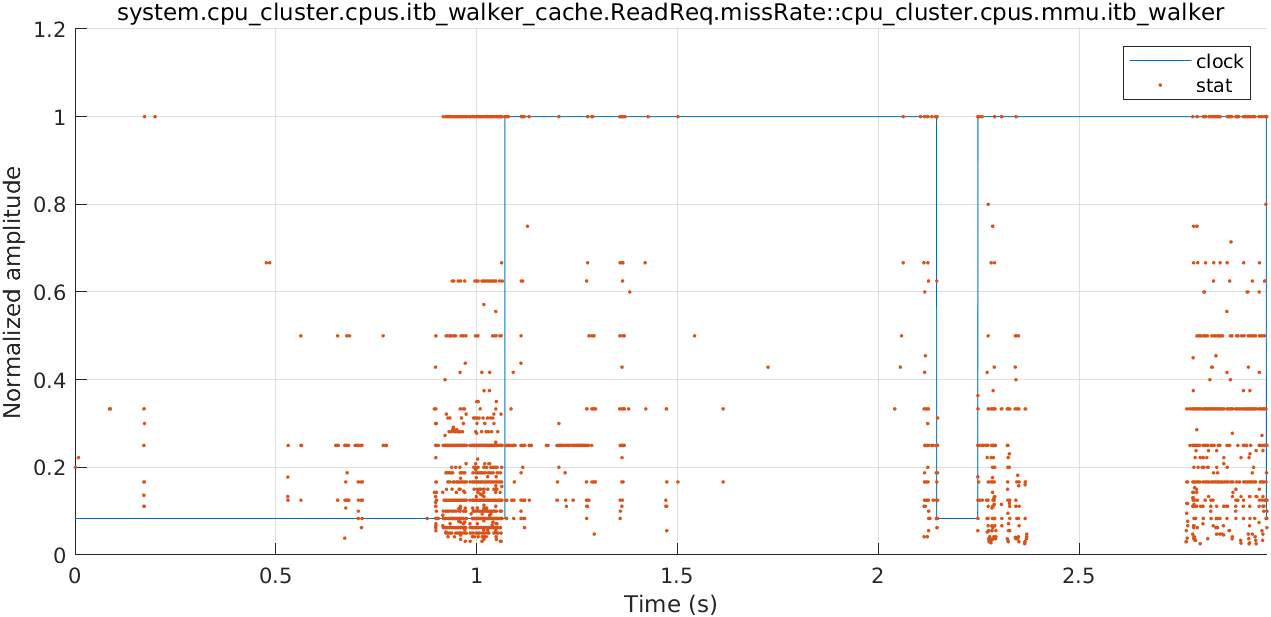 system.cpu_cluster.cpus.itb_walker_cache.ReadReq.missRate::cpu_cluster.cpus.mmu.itb_walker
1.2
clock
stat
1
0.8
Normalized amplitude
0.6
0.4
0.2
0
0 0.5 1 1.5 2 2.5
Time (s)